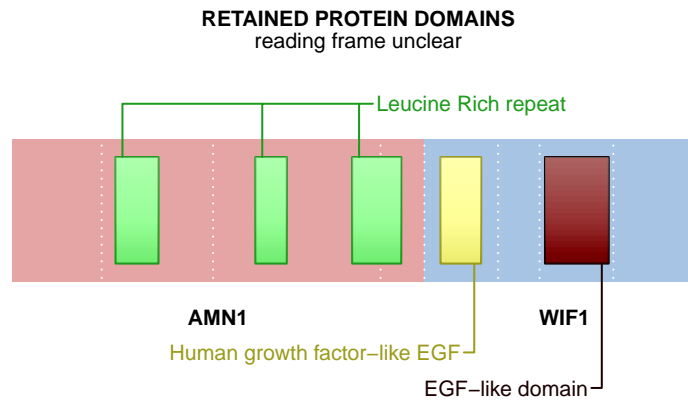 RETAINED PROTEIN DOMAINS
reading frame unclear
Leucine Rich repeat
AMN1
WIF1
Human growth factor−like EGF
EGF−like domain